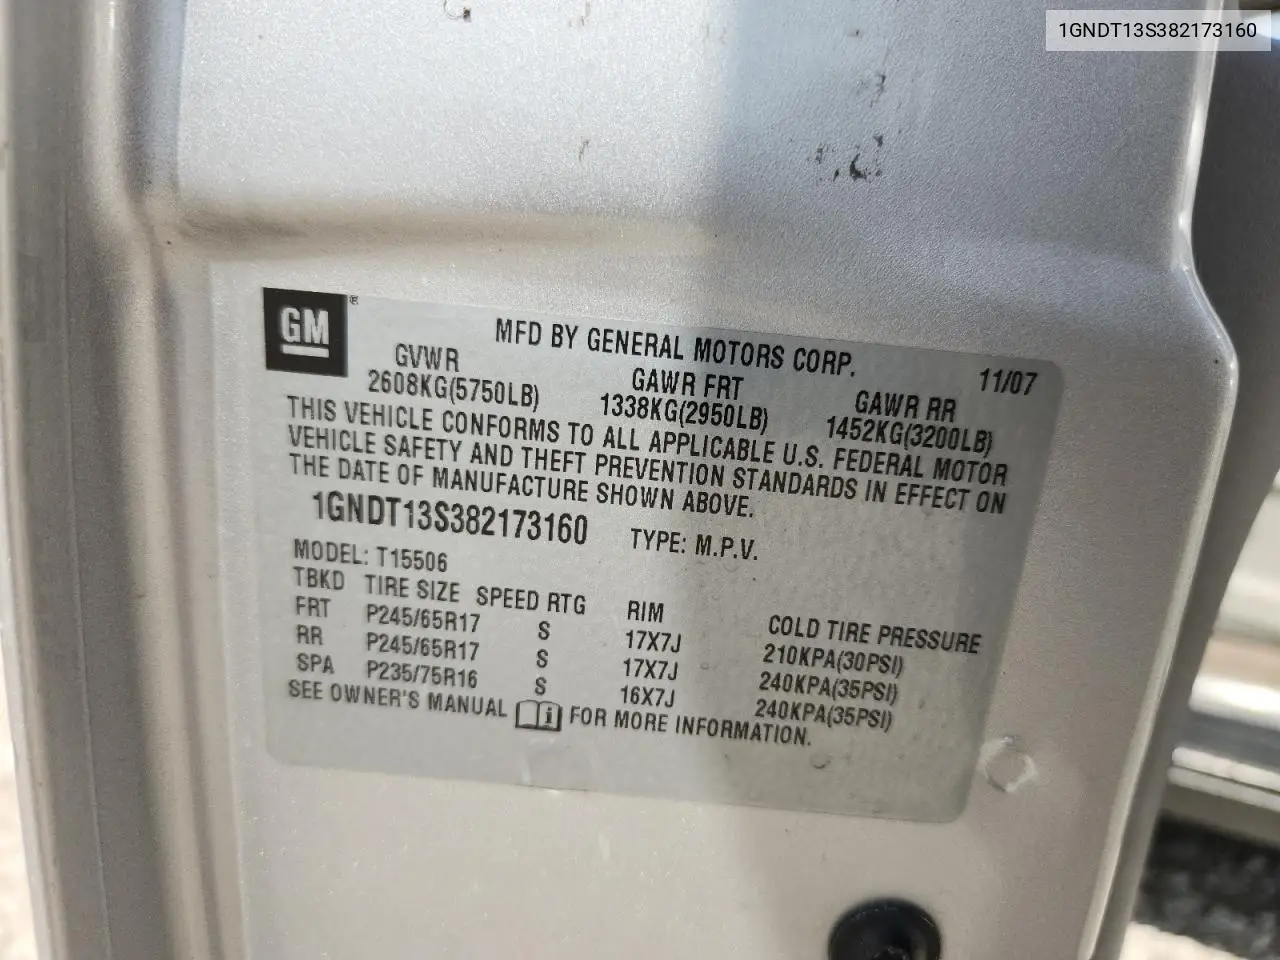 1GNDT13S382173160
GM ®
MFD BY GENERAL MOTORS CORP.
11/07
GVWR GAWR FRT GAWR RR
2608KG(5750LB) 1338KG(2950LB) 1452KG(3200LB)
THIS VEHICLE CONFORMS TO ALL APPLICABLE U.S. FEDERAL MOTOR
VEHICLE SAFETY AND THEFT PREVENTION STANDARDS IN EFFECT ON
THE DATE OF MANUFACTURE SHOWN ABOVE.
1GNDT13S382173160 TYPE: M.P.V.
MODEL: T15506
TBKD TIRE SIZE SPEED RTG RIM COLD TIRE PRESSURE
FRT P245/65R17 S 17X7J 210KPA(30PSI)
RR P245/65R17 S 17X7J 240KPA(35PSI)
SPA P235/75R16 S 16X7J 240KPA(35PSI)
SEE OWNER'S MANUAL i FOR MORE INFORMATION.